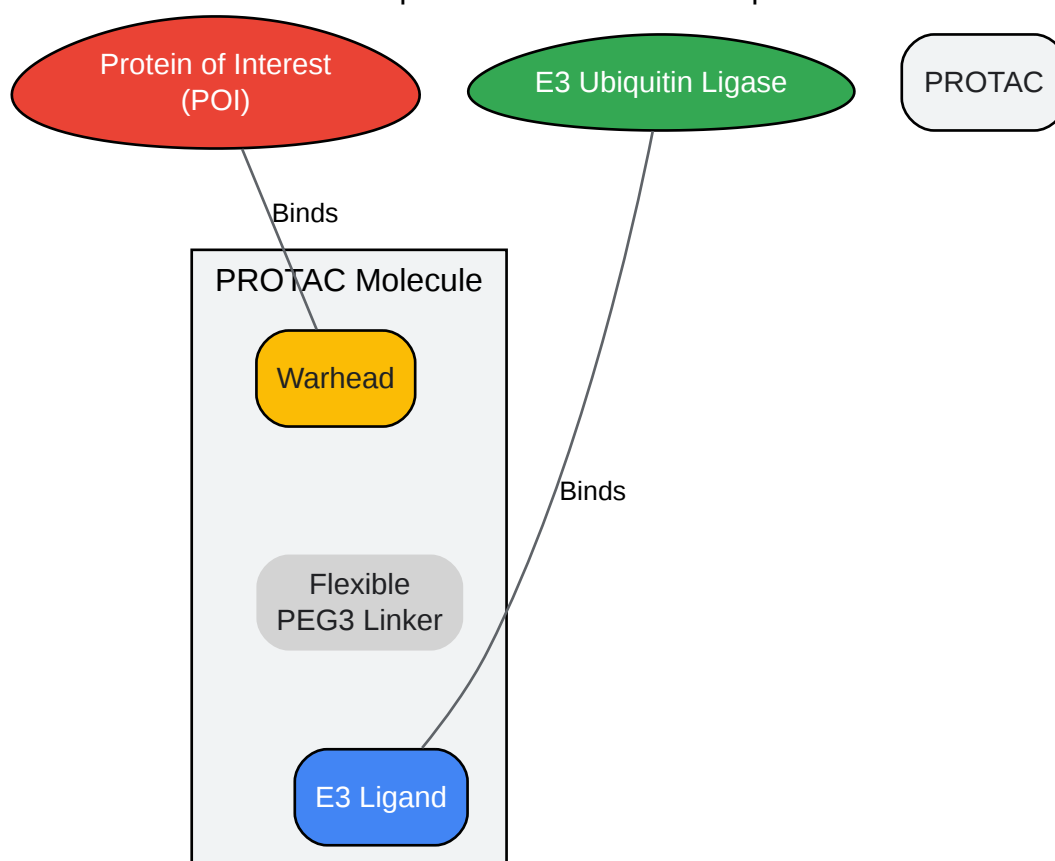 Protein of Interest
(POI)
E3 Ubiquitin Ligase
PROTAC
Binds
PROTAC Molecule
Warhead
Binds
Flexible
PEG3 Linker
E3 Ligand